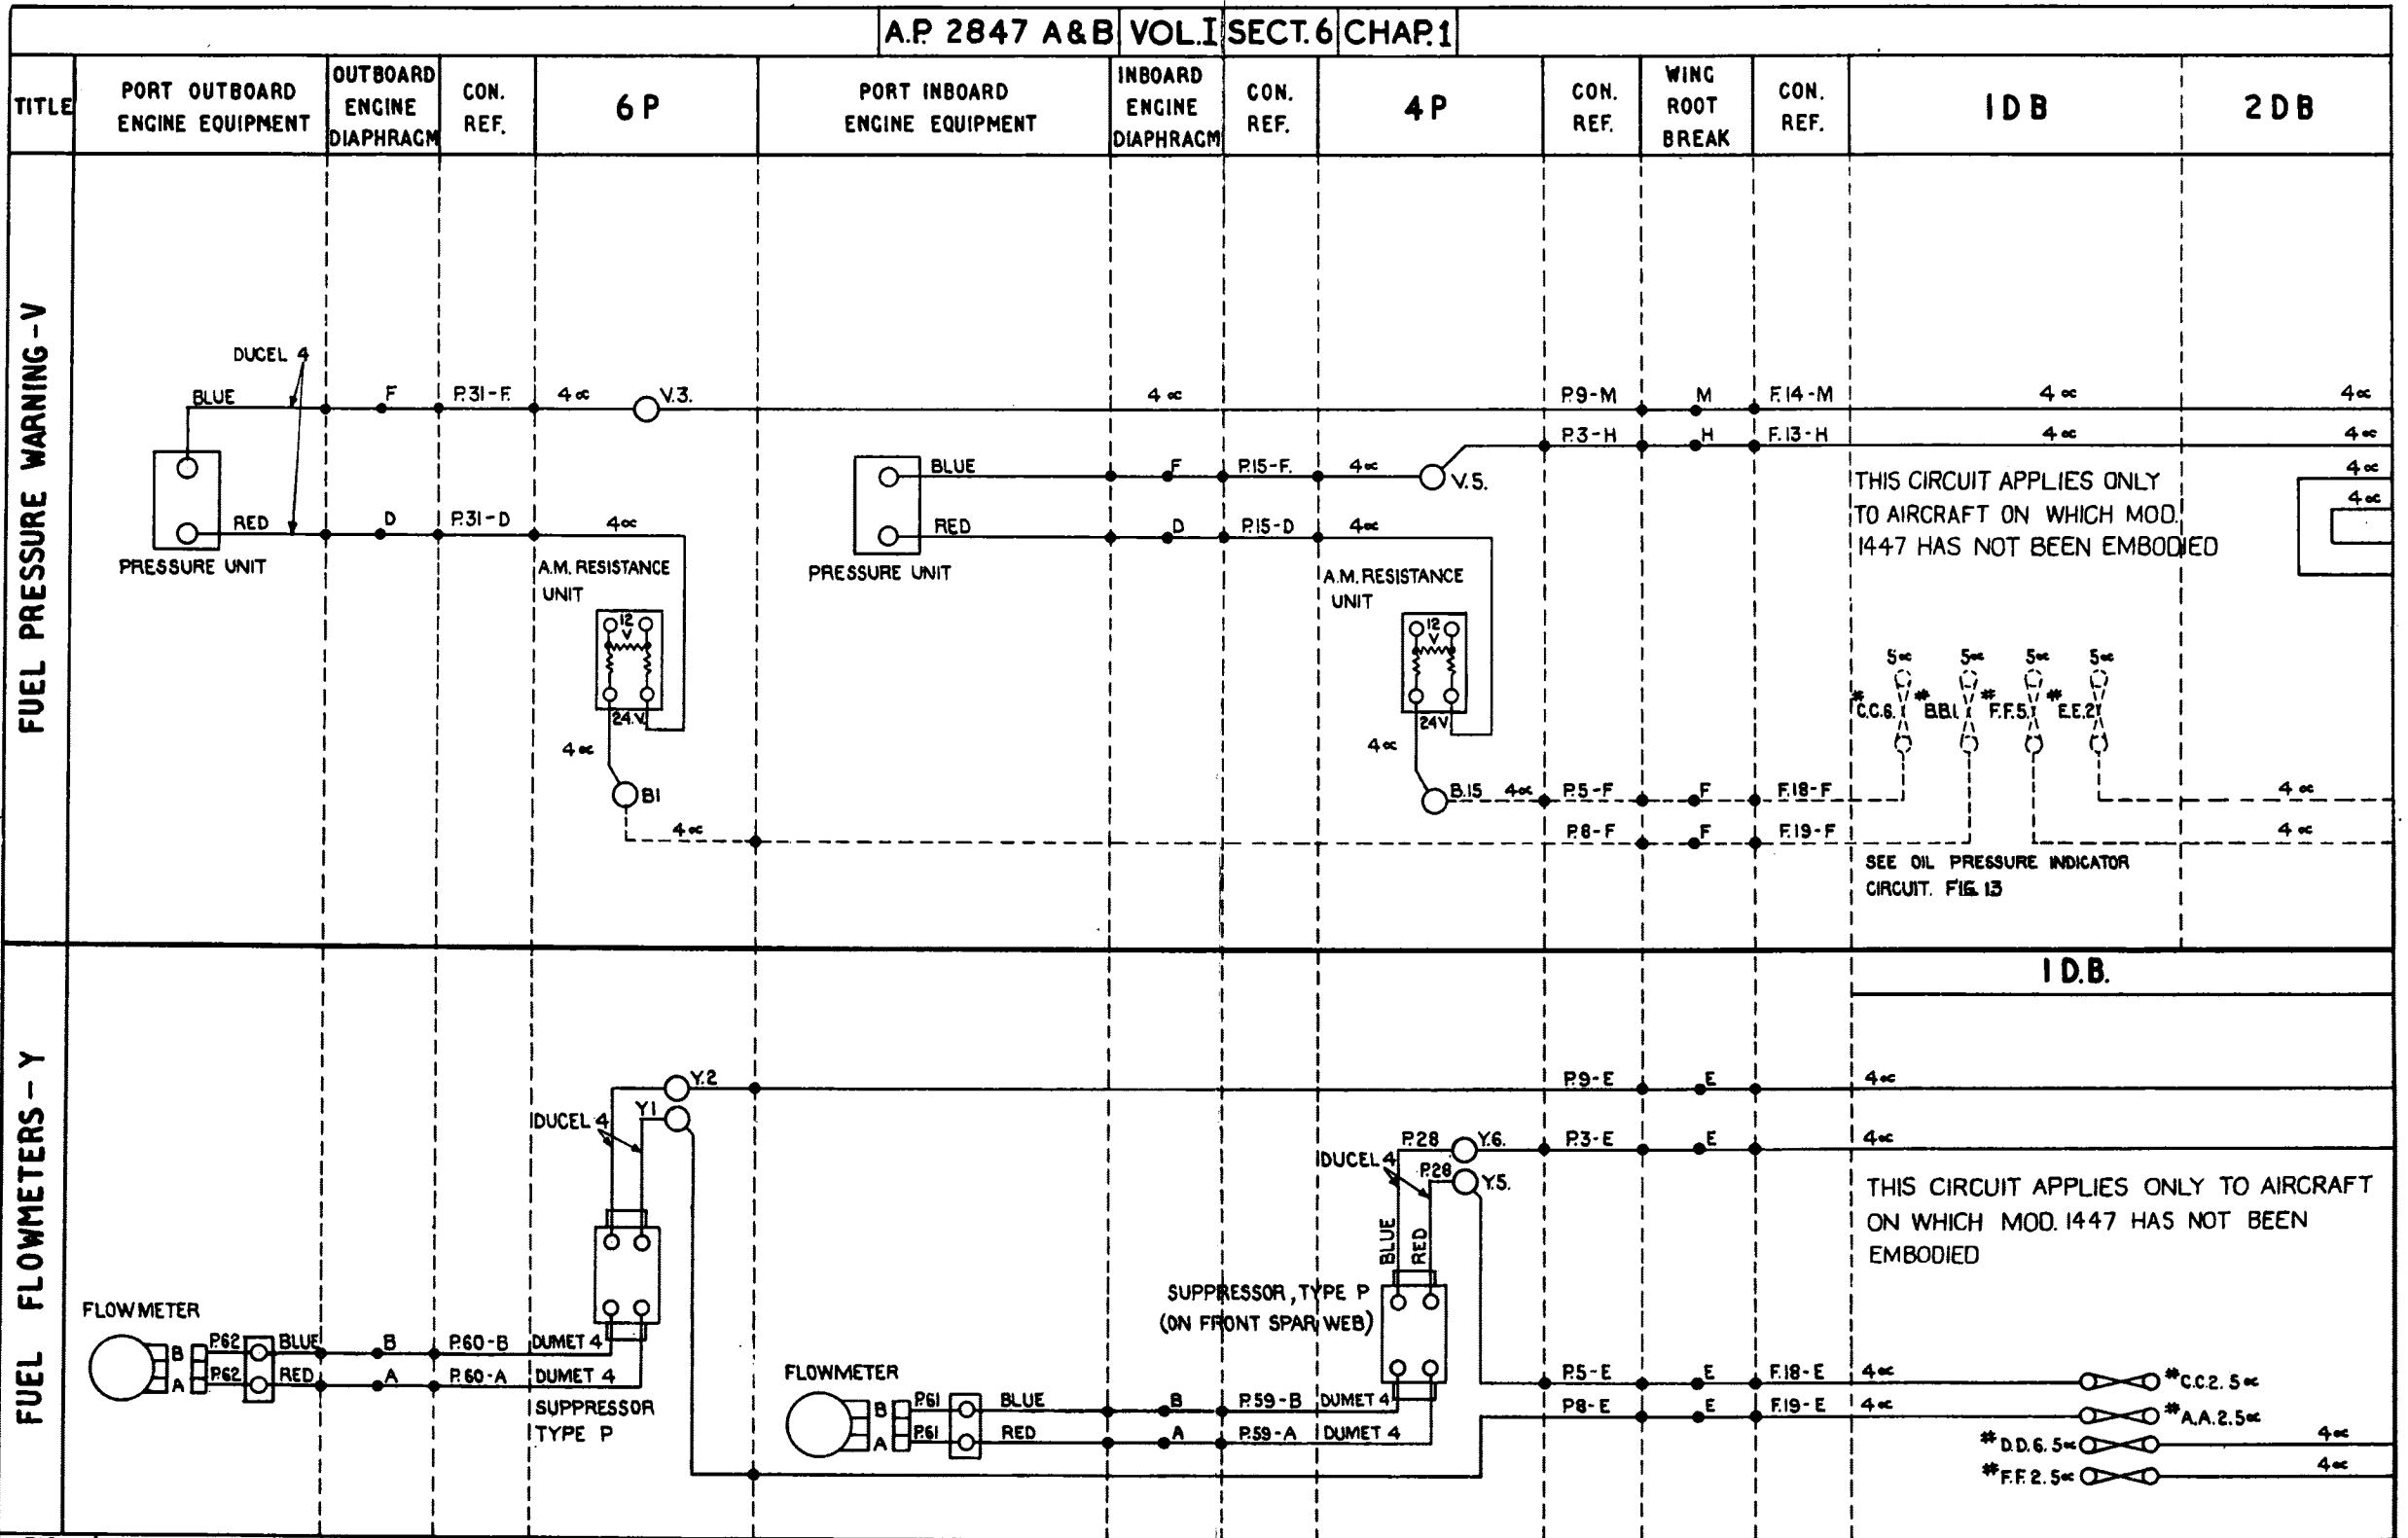 A.P. 2847 A&B VOL.I SECT.6 CHAP.1
TITLE
PORT OUTBOARD
ENGINE EQUIPMENT
OUTBOARD
ENGINE
DIAPHRAGM
CON.
REF.
6P
PORT INBOARD
ENGINE EQUIPMENT
INBOARD
ENGINE
DIAPHRAGM
CON.
REF.
4P
CON.
REF.
WING
ROOT
BREAK
CON.
REF.
1DB
2DB
FUEL PRESSURE WARNING-V
DUCEL 4
BLUE
F
P.31-F.
4∝
V.3.
4∝
P.9-M
M
F.14-M
4∝
4∝
P.3-H
H
F.13-H
4∝
4∝
BLUE
F
P.15-F.
4∝
V.5.
RED
D
P.31-D
4∝
RED
D
P.15-D
4∝
PRESSURE UNIT
PRESSURE UNIT
THIS CIRCUIT APPLIES ONLY
TO AIRCRAFT ON WHICH MOD.
1447 HAS NOT BEEN EMBODIED
4∝
4∝
A.M. RESISTANCE
UNIT
12
V
24.V.
4∝
B1
4∝
A.M. RESISTANCE
UNIT
12
V
24V
4∝
B.15
4∝
P.5-F
F
F.18-F
P.8-F
F
F.19-F
5∝
5∝
5∝
5∝
#C.C.6.
#B.B.1.
#F.F.5.
#E.E.2
4∝
4∝
SEE OIL PRESSURE INDICATOR
CIRCUIT. FIG. 13
1 D.B.
FUEL FLOWMETERS-Y
Y.2
Y1
DUCEL 4
P.9-E
E
4∝
P.28
Y.6.
P.3-E
E
4∝
DUCEL 4
P.28
Y.5.
BLUE
RED
THIS CIRCUIT APPLIES ONLY TO AIRCRAFT
ON WHICH MOD. 1447 HAS NOT BEEN
EMBODIED
SUPPRESSOR, TYPE P
(ON FRONT SPAR WEB)
FLOWMETER
B
P.62
BLUE
B
P.60-B
DUMET 4
A
P.62
RED
A
P.60-A
DUMET 4
SUPPRESSOR
TYPE P
FLOWMETER
B
P.61
BLUE
B
P.59-B
DUMET 4
A
P.61
RED
A
P.59-A
DUMET 4
P.5-E
E
F.18-E
4∝
#C.C.2. 5∝
P8-E
E
F.19-E
4∝
#A.A.2. 5∝
#D.D.6. 5∝
4∝
#F.F.2. 5∝
4∝